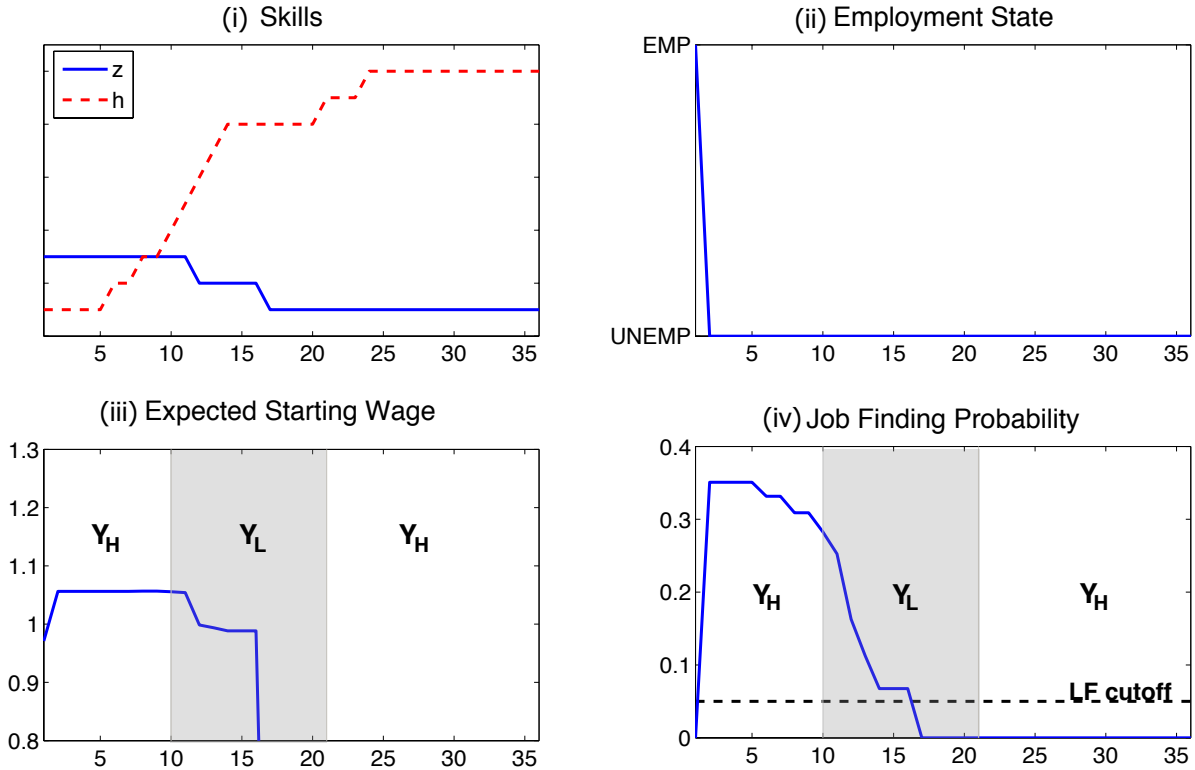 (i) Skills
z
h
5 10 15 20 25 30 35
(ii) Employment State
EMP
UNEMP
5 10 15 20 25 30 35
(iii) Expected Starting Wage
1.3
1.2
1.1
1
0.9
0.8
Y_H Y_L Y_H
5 10 15 20 25 30 35
(iv) Job Finding Probability
0.4
0.3
0.2
0.1
0
Y_H Y_L Y_H
LF cutoff
5 10 15 20 25 30 35